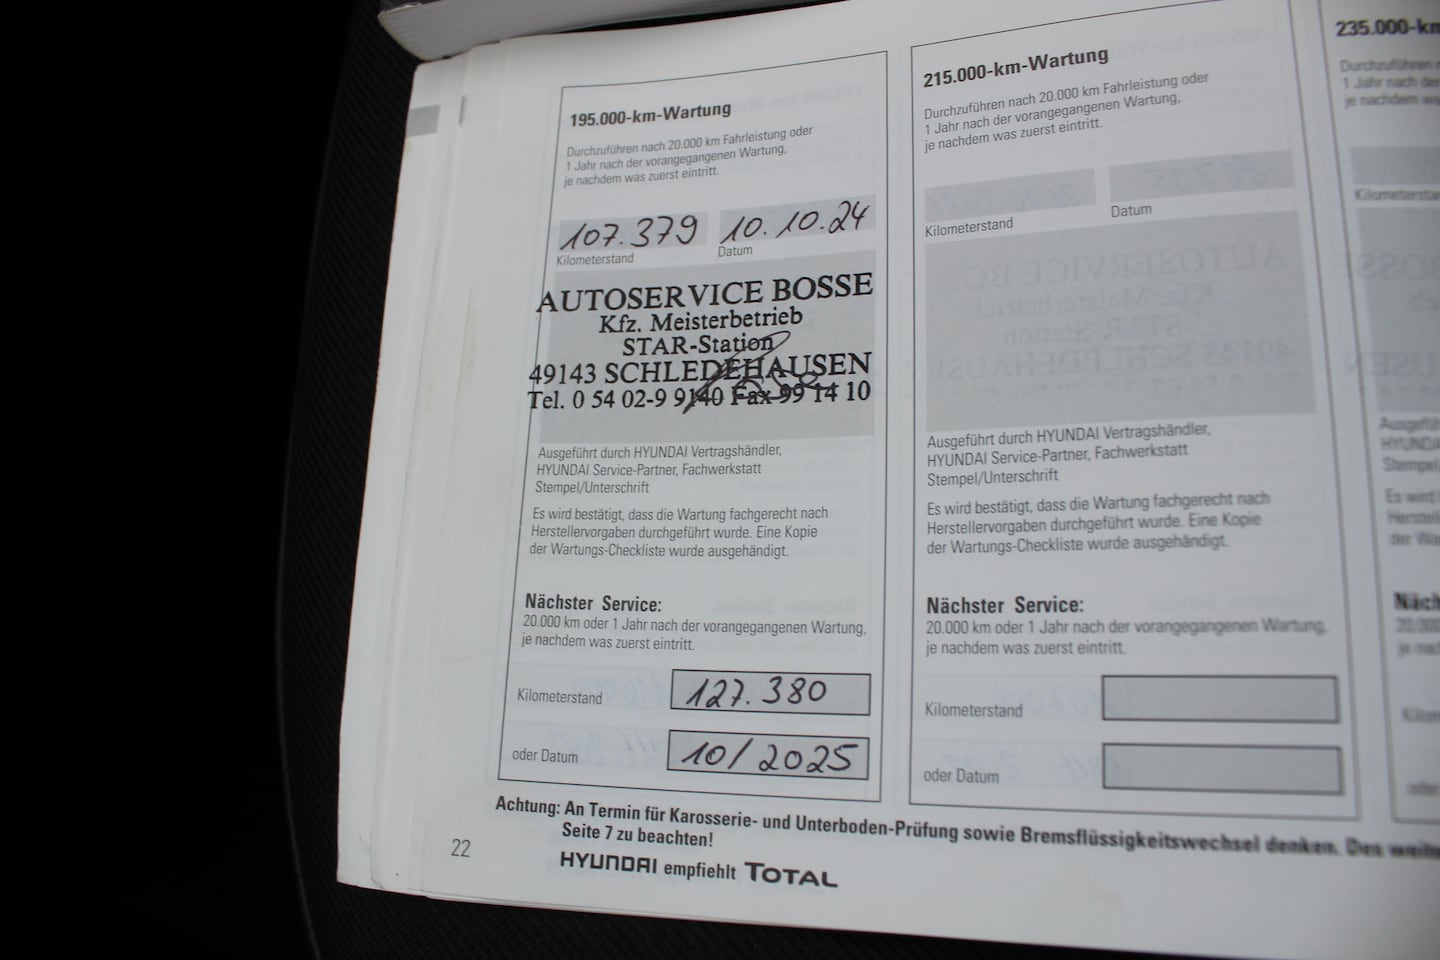 195.000-km-Wartung
Durchzuführen nach 20.000 km Fahrleistung oder
1 Jahr nach der vorangegangenen Wartung,
je nachdem was zuerst eintritt.
107.379 10.10.24
Kilometerstand Datum
AUTOSERVICE BOSSE
Kfz. Meisterbetrieb
STAR-Station
49143 SCHLEDEHAUSEN
Tel. 0 54 02-9 9140 Fax 99 14 10
Ausgeführt durch HYUNDAI Vertragshändler,
HYUNDAI Service-Partner, Fachwerkstatt
Stempel/Unterschrift
Es wird bestätigt, dass die Wartung fachgerecht nach
Herstellervorgaben durchgeführt wurde. Eine Kopie
der Wartungs-Checkliste wurde ausgehändigt.
Nächster Service:
20.000 km oder 1 Jahr nach der vorangegangenen Wartung,
je nachdem was zuerst eintritt.
Kilometerstand 127.380
oder Datum 10/2025
215.000-km-Wartung
Durchzuführen nach 20.000 km Fahrleistung oder
1 Jahr nach der vorangegangenen Wartung,
je nachdem was zuerst eintritt.
Kilometerstand Datum
Ausgeführt durch HYUNDAI Vertragshändler,
HYUNDAI Service-Partner, Fachwerkstatt
Stempel/Unterschrift
Es wird bestätigt, dass die Wartung fachgerecht nach
Herstellervorgaben durchgeführt wurde. Eine Kopie
der Wartungs-Checkliste wurde ausgehändigt.
Nächster Service:
20.000 km oder 1 Jahr nach der vorangegangenen Wartung,
je nachdem was zuerst eintritt.
Kilometerstand
oder Datum
235.000-km
Durchzuführen
1 Jahr nach der
je nachdem
Achtung: An Termin für Karosserie- und Unterboden-Prüfung sowie Bremsflüssigkeitswechsel denken. Des
Seite 7 zu beachten!
22
HYUNDAI empfiehlt TOTAL